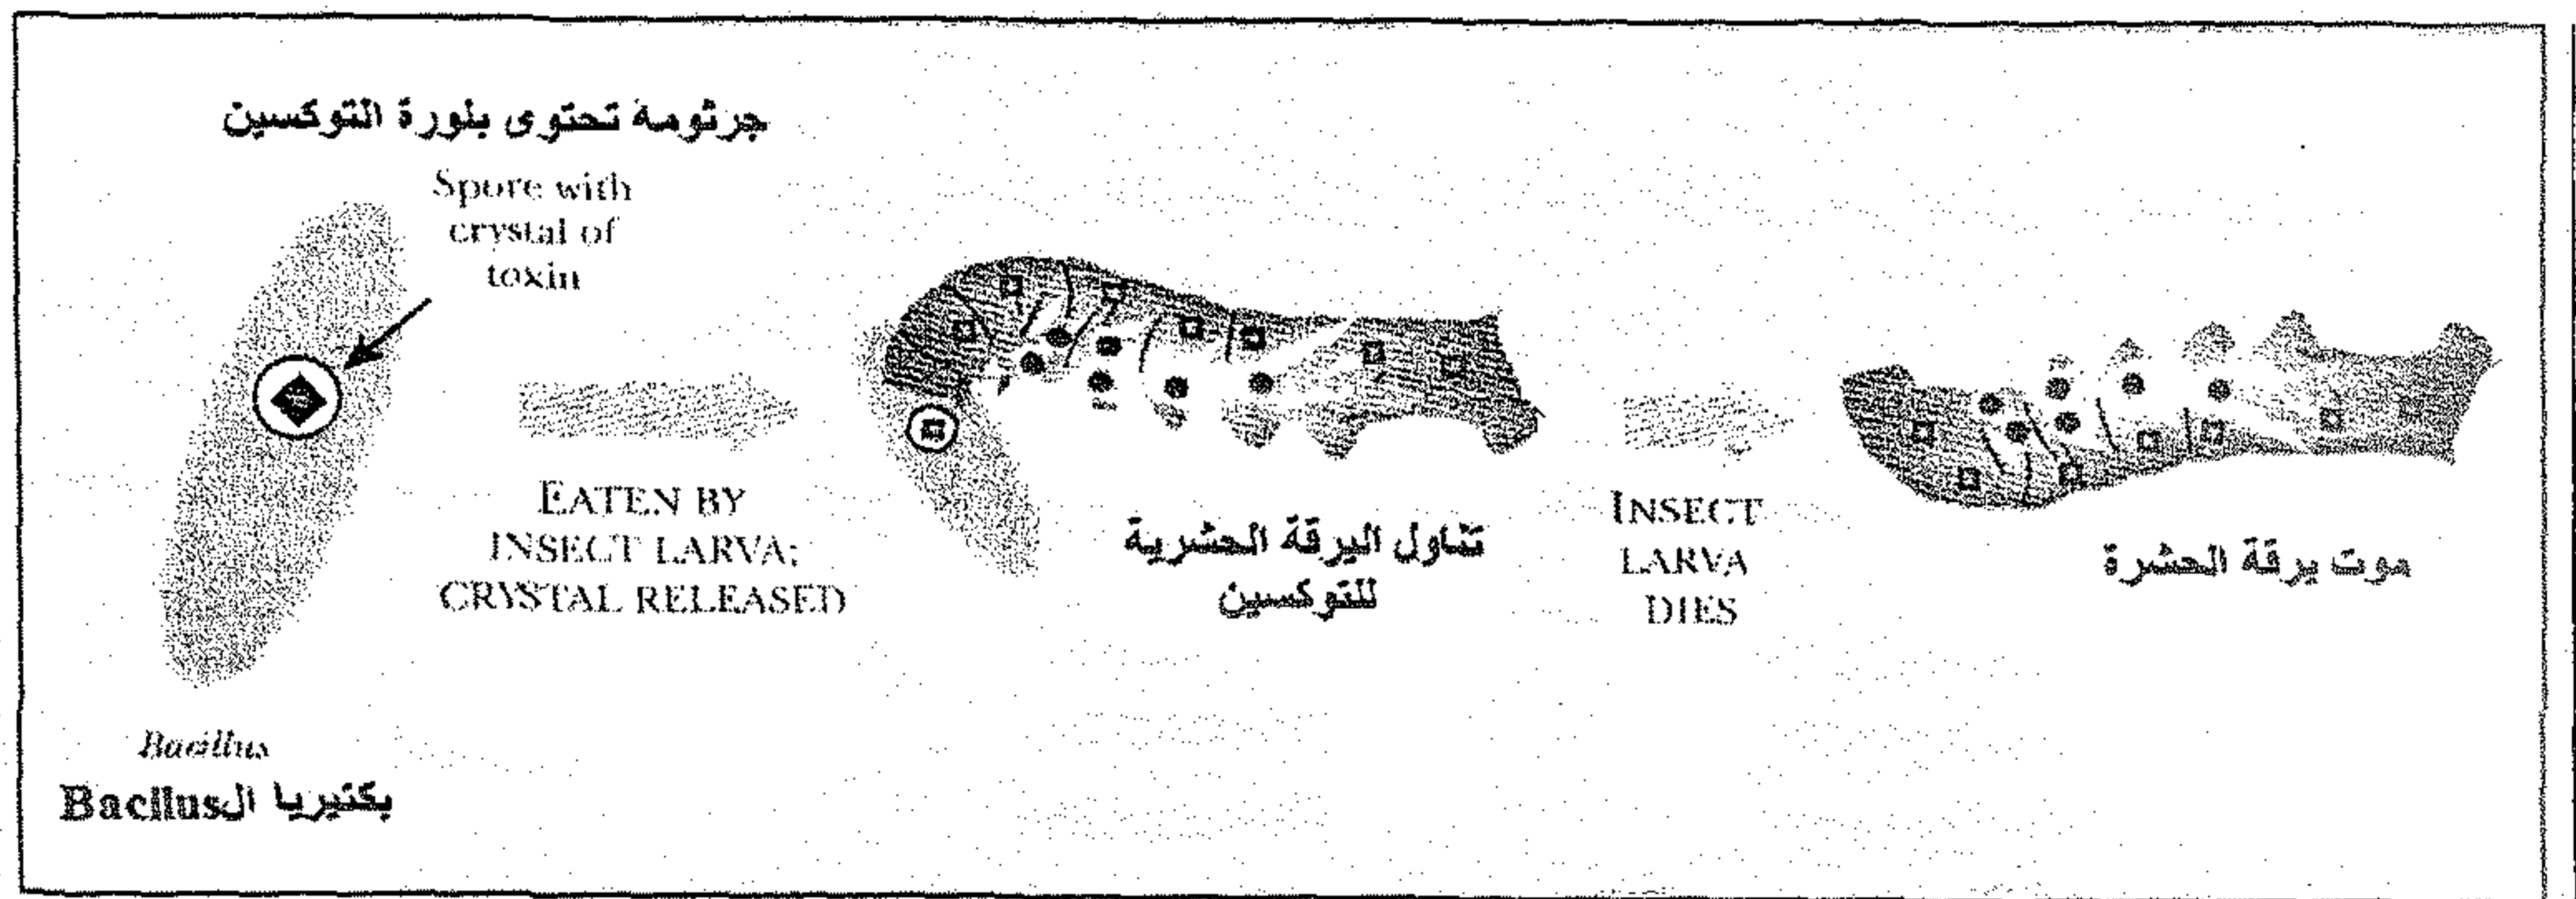 جرثومة تحتوى بلورة التوكسين
Spore with
crystal of
toxin
EATEN BY
INSECT LARVA;
CRYSTAL RELEASED
تناول اليرقة الحشرية
للتوكسين
INSECT
LARVA
DIES
موت يرقة الحشرة
Bacillus
بكتيريا الBacilus